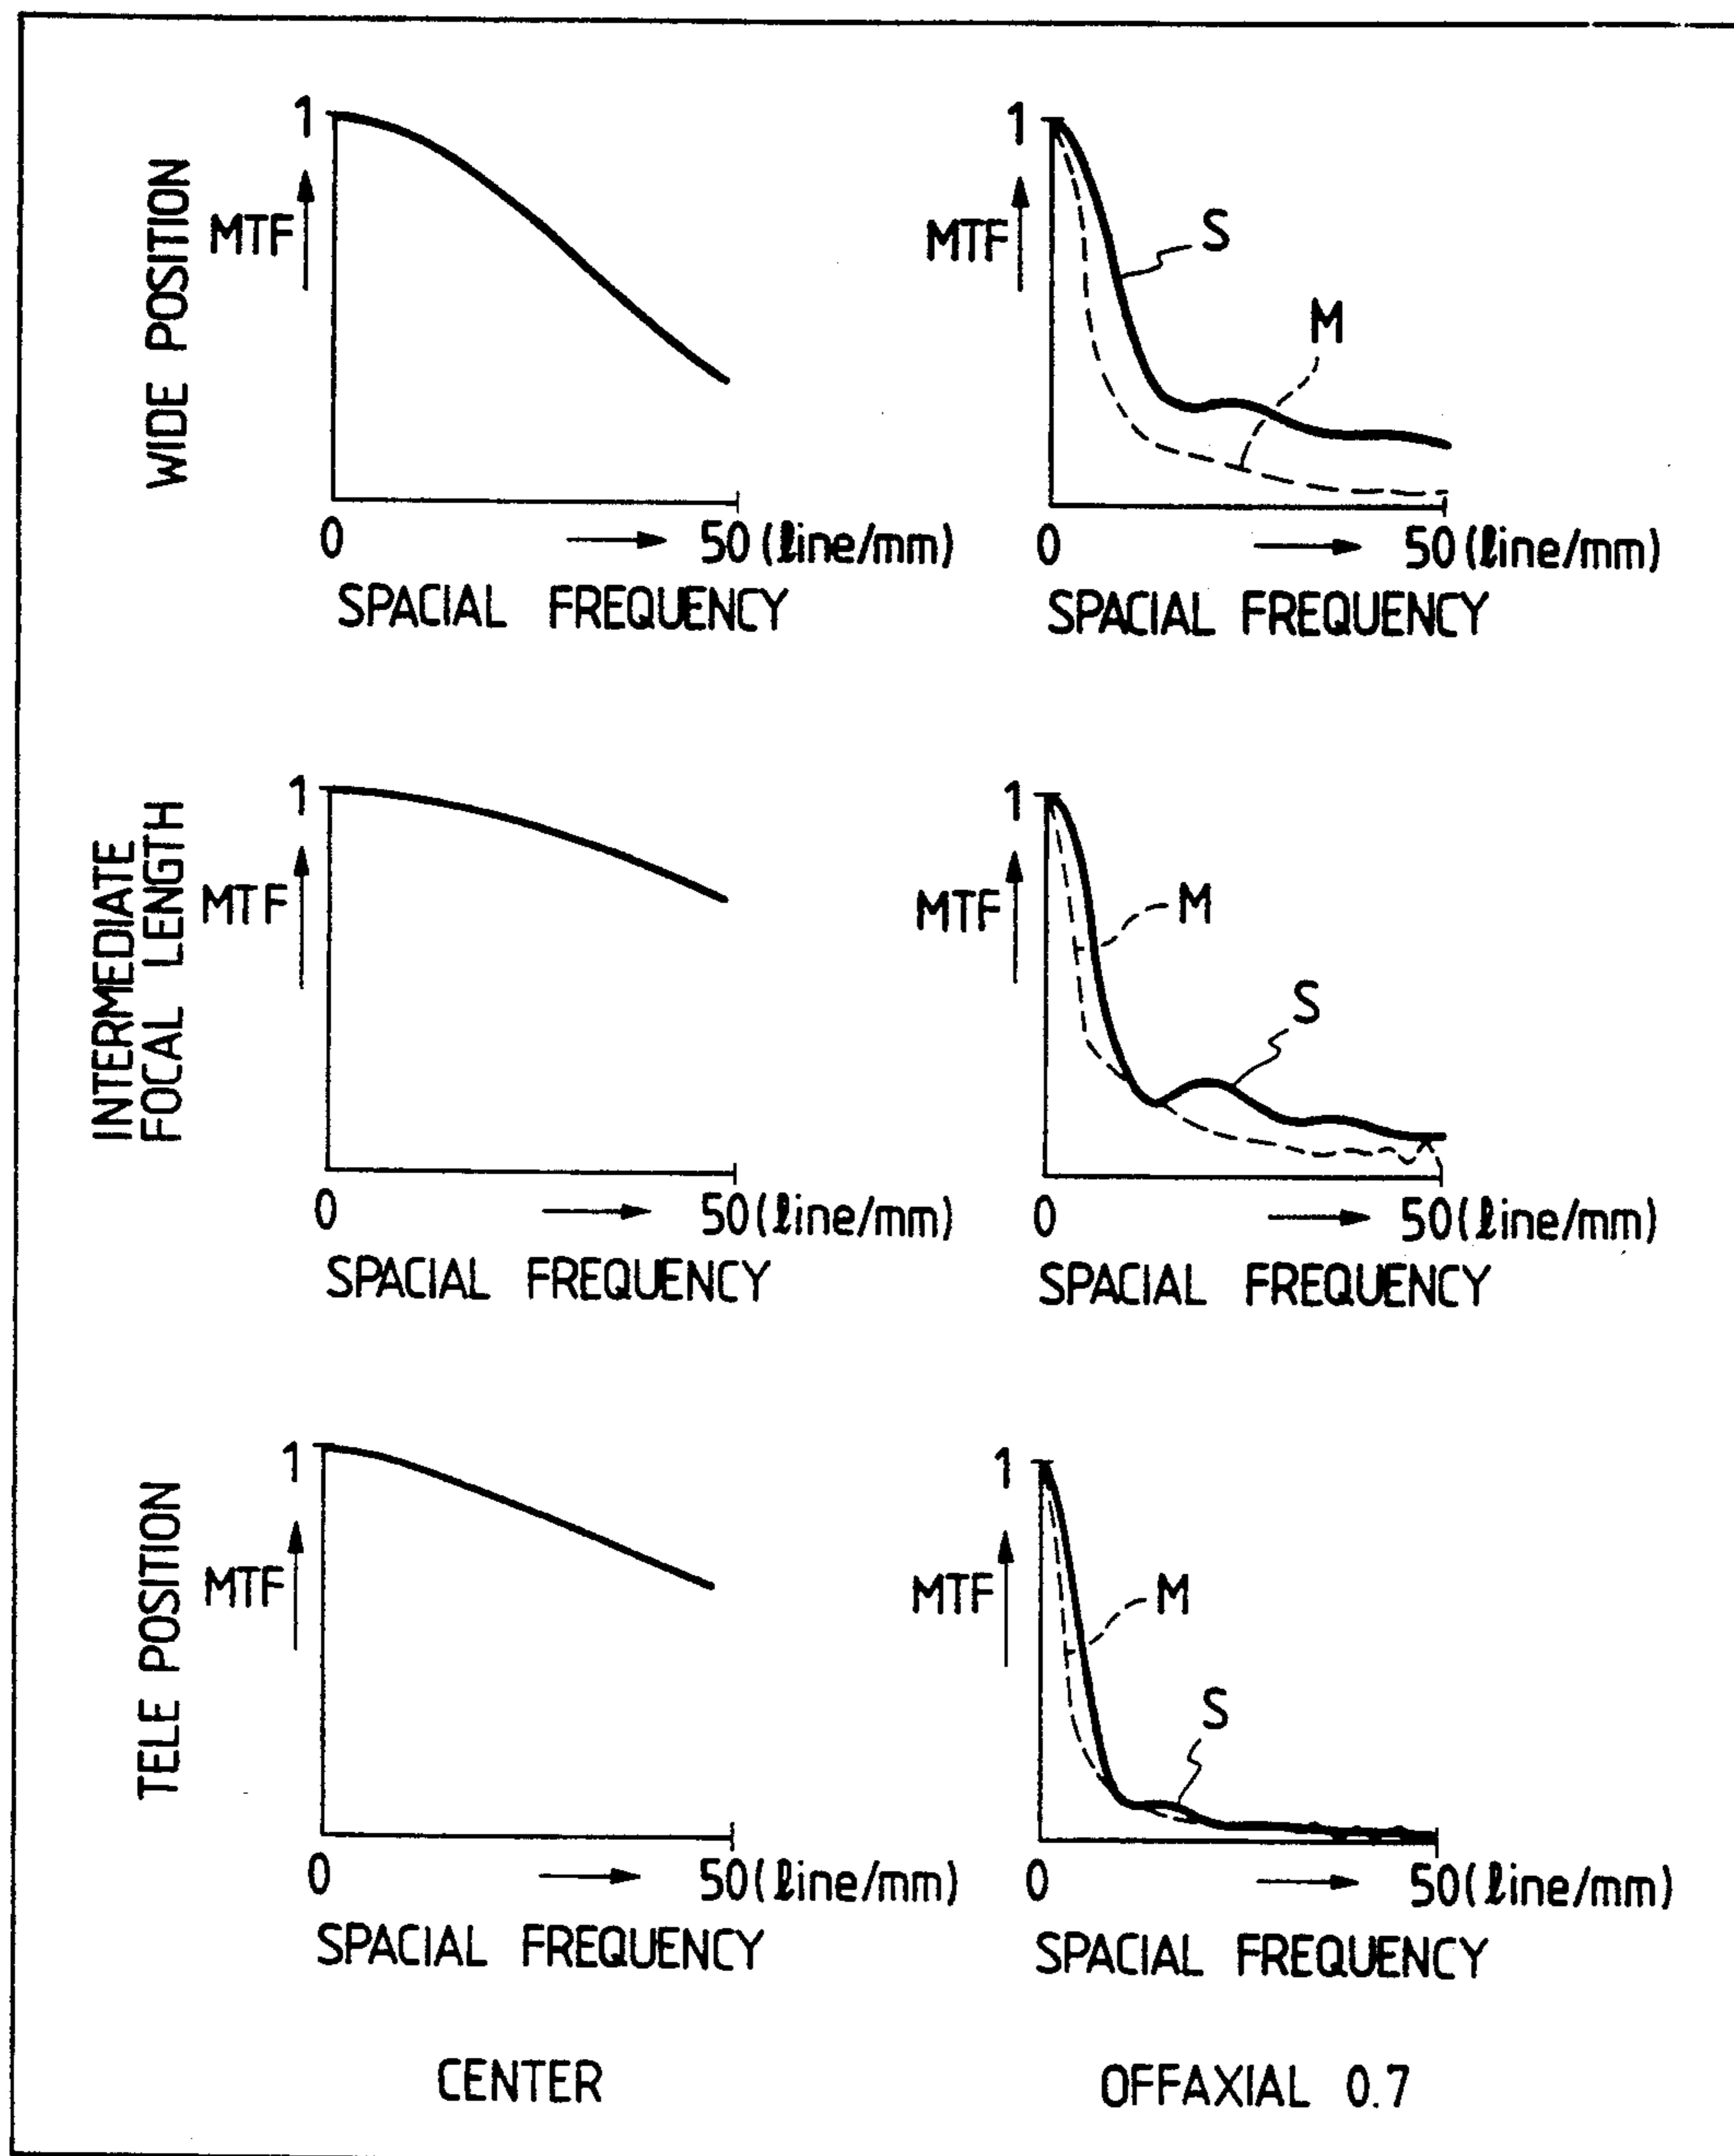 WIDE POSITION
1
MTF
0
50 (line/mm)
SPACIAL FREQUENCY
1
MTF
S
M
0
50 (line/mm)
SPACIAL FREQUENCY
INTERMEDIATE
FOCAL LENGTH
1
MTF
0
50 (line/mm)
SPACIAL FREQUENCY
1
MTF
M
S
0
50 (line/mm)
SPACIAL FREQUENCY
TELE POSITION
1
MTF
0
50 (line/mm)
SPACIAL FREQUENCY
1
MTF
M
S
0
50 (line/mm)
SPACIAL FREQUENCY
CENTER
OFFAXIAL 0.7